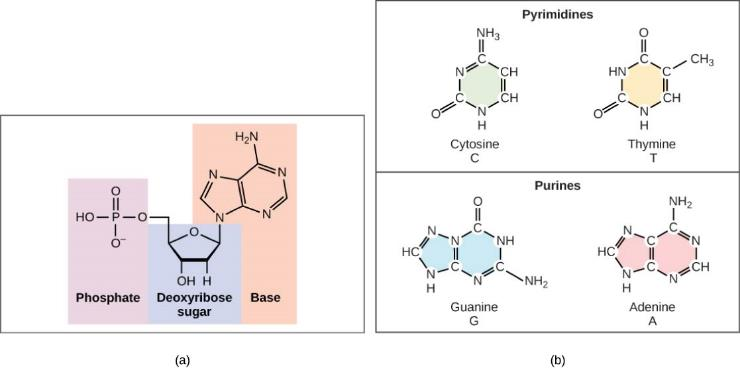 H₂N
N
N
N
N
O
HO
P
O
O⁻
O
OH H
Phosphate
Deoxyribose
sugar
Base
(a)
Pyrimidines
NH₃
C
N
CH
C
CH
O
N
H
Cytosine
C
O
C
CH₃
HN
C
C
CH
O
N
H
Thymine
T
Purines
O
C
N
N
NH
HC
C
C
N
H
N
NH₂
Guanine
G
NH₂
C
N
C
N
HC
C
CH
N
H
N
Adenine
A
(b)